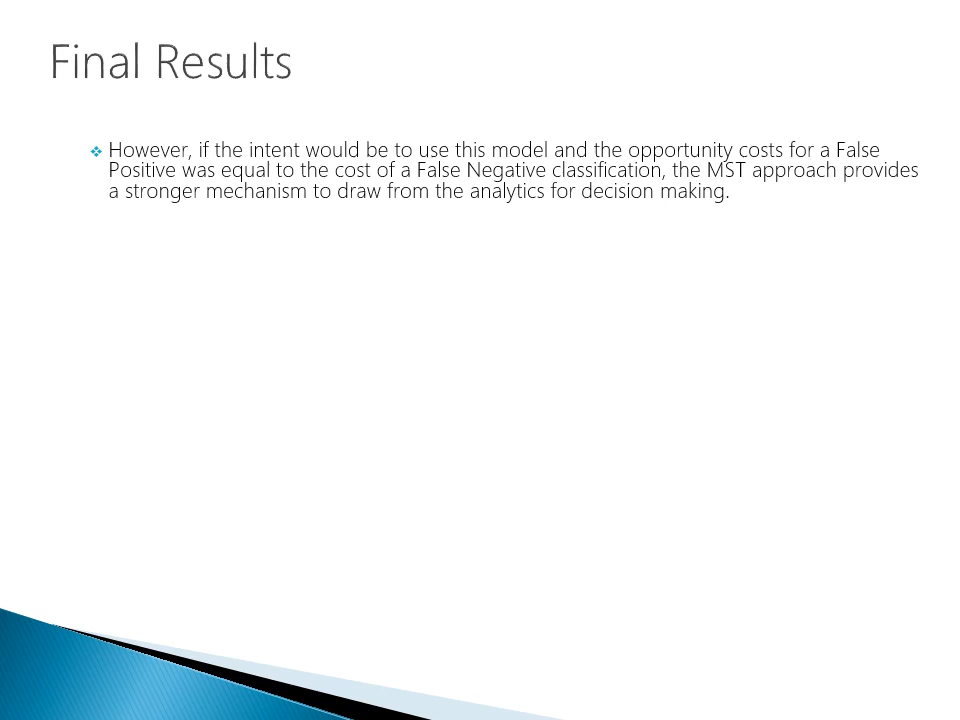 Final Results
However, if the intent would be to use this model and the opportunity costs for a False
Positive was equal to the cost of a False Negative classification, the MST approach provides
a stronger mechanism to draw from the analytics for decision making.